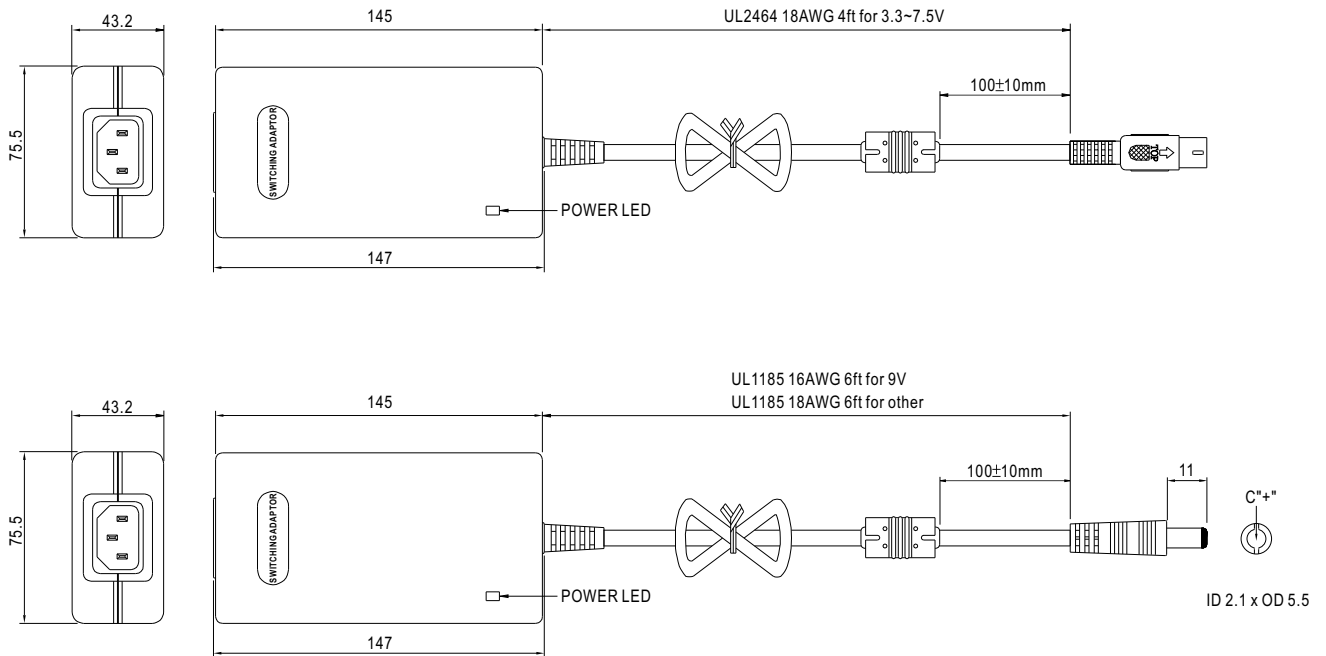 43.2
145
UL2464 18AWG 4ft for 3.3~7.5V
100±10mm
75.5
SWITCHING ADAPTOR
TOP
POWER LED
147
UL1185 16AWG 6ft for 9V
UL1185 18AWG 6ft for other
43.2
145
100±10mm
11
C"+"
75.5
SWITCHING ADAPTOR
POWER LED
ID 2.1 x OD 5.5
147